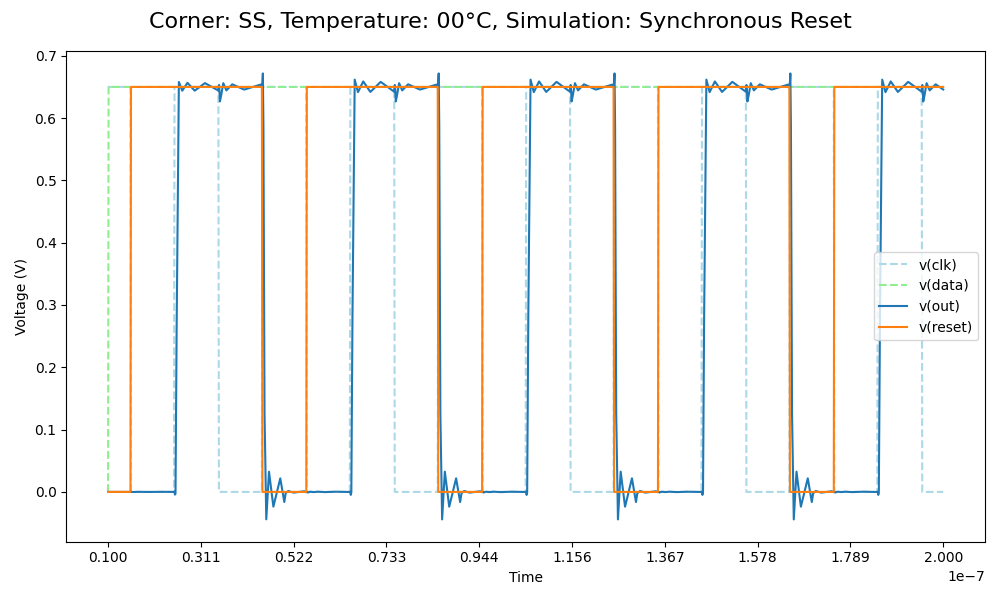 Corner: SS, Temperature: 00°C, Simulation: Synchronous Reset
0.7
0.6
0.5
0.4
0.3
0.2
0.1
0.0
Voltage (V)
v(clk)
v(data)
v(out)
v(reset)
0.100 0.311 0.522 0.733 0.944 1.156 1.367 1.578 1.789 2.000
Time
1e−7